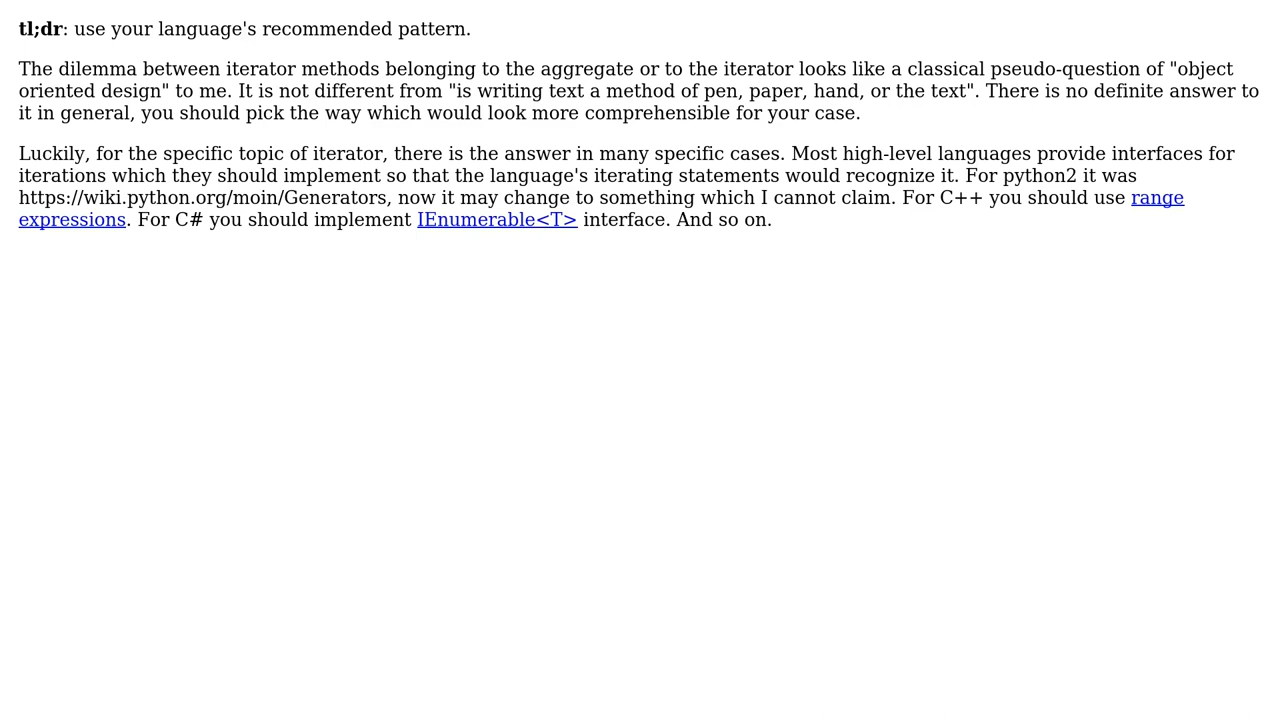 tl;dr: use your language's recommended pattern.
The dilemma between iterator methods belonging to the aggregate or to the iterator looks like a classical pseudo-question of "object
oriented design" to me. It is not different from "is writing text a method of pen, paper, hand, or the text". There is no definite answer to
it in general, you should pick the way which would look more comprehensible for your case.
Luckily, for the specific topic of iterator, there is the answer in many specific cases. Most high-level languages provide interfaces for
iterations which they should implement so that the language's iterating statements would recognize it. For python2 it was
https://wiki.python.org/moin/Generators, now it may change to something which I cannot claim. For C++ you should use range
expressions. For C# you should implement IEnumerable<T> interface. And so on.